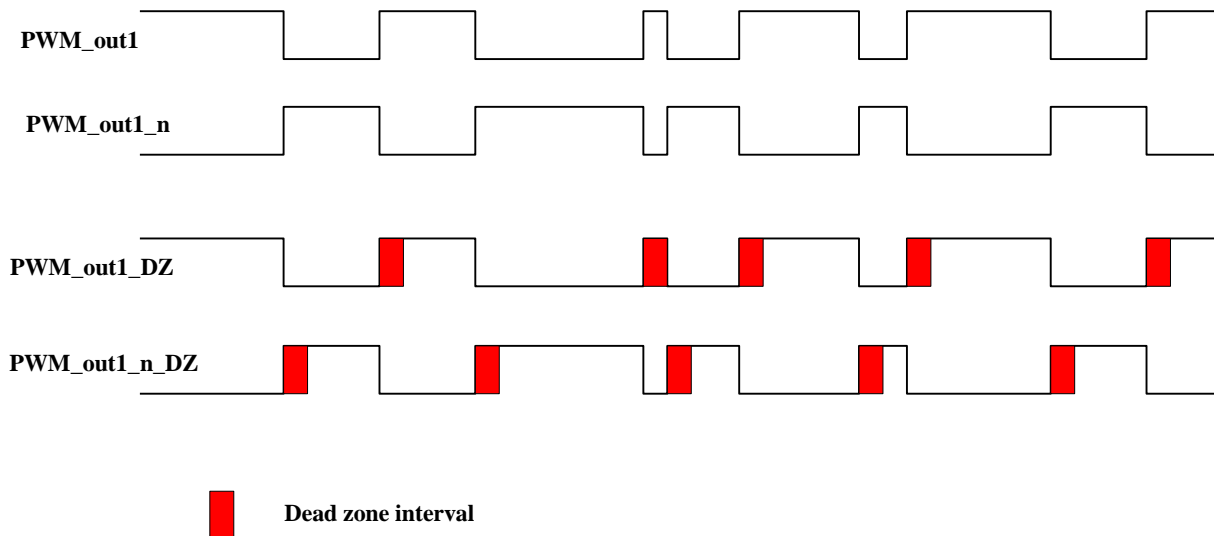 PWM_out1
PWM_out1_n
PWM_out1_DZ
PWM_out1_n_DZ
Dead zone interval